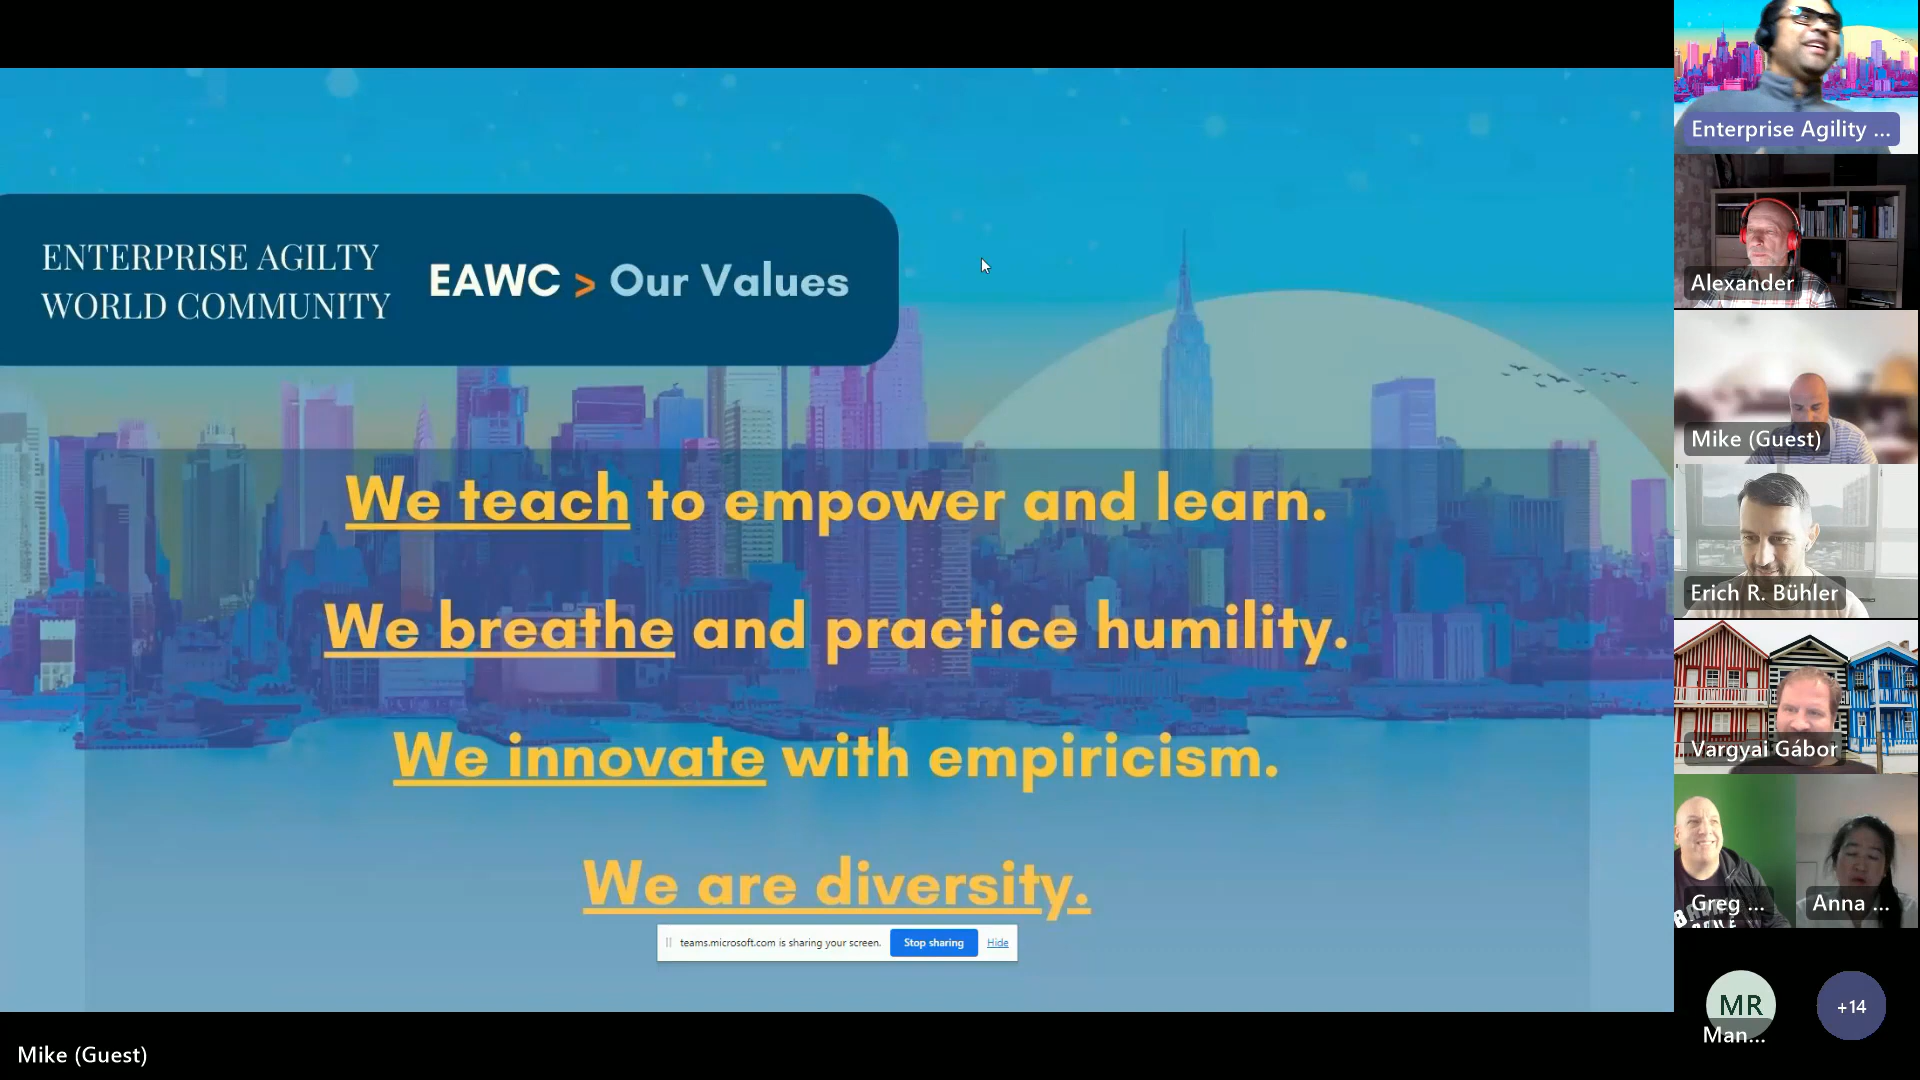 ENTERPRISE AGILTY
WORLD COMMUNITY
EAWC > Our Values
We teach to empower and learn.
We breathe and practice humility.
We innovate with empiricism.
We are diversity.
teams.microsoft.com is sharing your screen.
Stop sharing
Hide
Mike (Guest)
Enterprise Agility ...
Alexander
Mike (Guest)
Erich R. Bühler
Vargyai Gábor
Greg ...
Anna ...
MR
Man...
+14